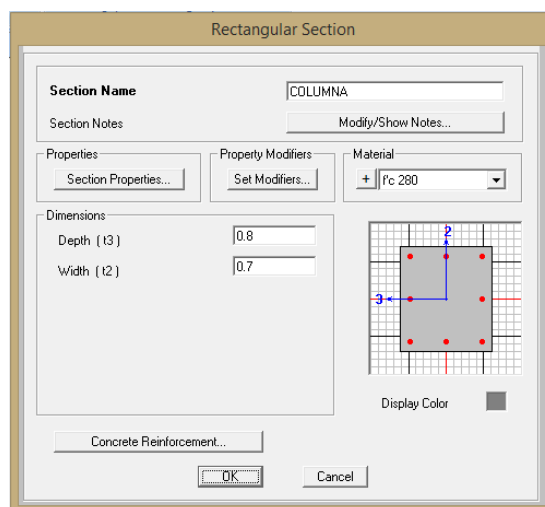 Rectangular Section
Section Name
COLUMNA
Section Notes
Modify/Show Notes...
Properties
Section Properties...
Property Modifiers
Set Modifiers...
Material
+ f'c 280
Dimensions
Depth ( t3 )
0.8
Width ( t2 )
0.7
2
3
Display Color
Concrete Reinforcement...
OK
Cancel